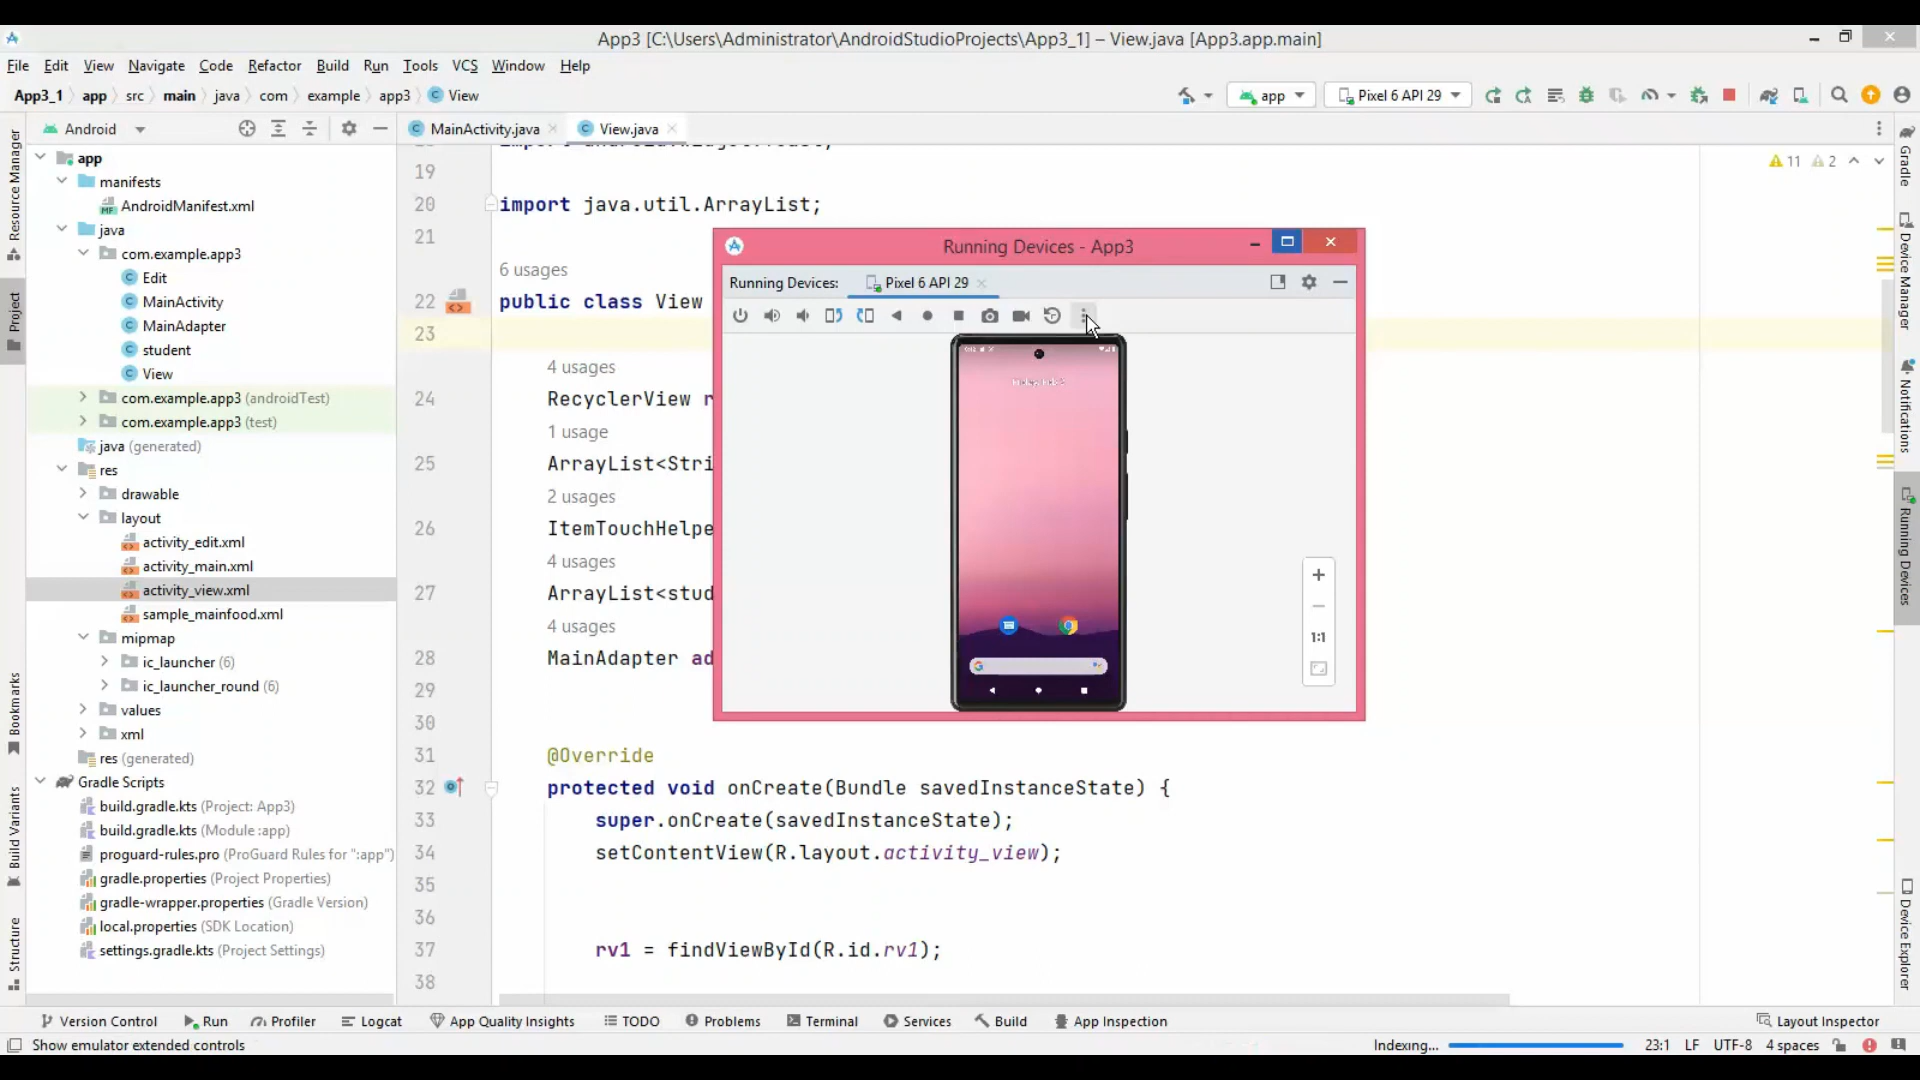 App3 [C:\Users\Administrator\AndroidStudioProjects\App3_1] – View.java [App3.app.main]
File Edit View Navigate Code Refactor Build Run Tools VCS Window Help
App3_1 app src main java com example app3 View
app Pixel 6 API 29
Android
MainActivity.java View.java
11 2
app
manifests
AndroidManifest.xml
java
com.example.app3
Edit
MainActivity
MainAdapter
student
View
com.example.app3 (androidTest)
com.example.app3 (test)
java (generated)
res
drawable
layout
activity_edit.xml
activity_main.xml
activity_view.xml
sample_mainfood.xml
mipmap
ic_launcher (6)
ic_launcher_round (6)
values
xml
res (generated)
Gradle Scripts
build.gradle.kts (Project: App3)
build.gradle.kts (Module :app)
proguard-rules.pro (ProGuard Rules for ":app")
gradle.properties (Project Properties)
gradle-wrapper.properties (Gradle Version)
local.properties (SDK Location)
settings.gradle.kts (Project Settings)
Resource Manager
Project
Bookmarks
Build Variants
Structure
19
20 import java.util.ArrayList;
21
6 usages
22 public class View
23
4 usages
24 RecyclerView r
1 usage
25 ArrayList<Stri
2 usages
26 ItemTouchHelpe
4 usages
27 ArrayList<stud
4 usages
28 MainAdapter ad
29
30
31 @Override
32 protected void onCreate(Bundle savedInstanceState) {
33 super.onCreate(savedInstanceState);
34 setContentView(R.layout.activity_view);
35
36
37 rv1 = findViewById(R.id.rv1);
38
Running Devices - App3
Running Devices: Pixel 6 API 29
1:1
Gradle
Device Manager
Notifications
Running Devices
Device Explorer
Version Control Run Profiler Logcat App Quality Insights TODO Problems Terminal Services Build App Inspection Layout Inspector
Show emulator extended controls Indexing... 23:1 LF UTF-8 4 spaces